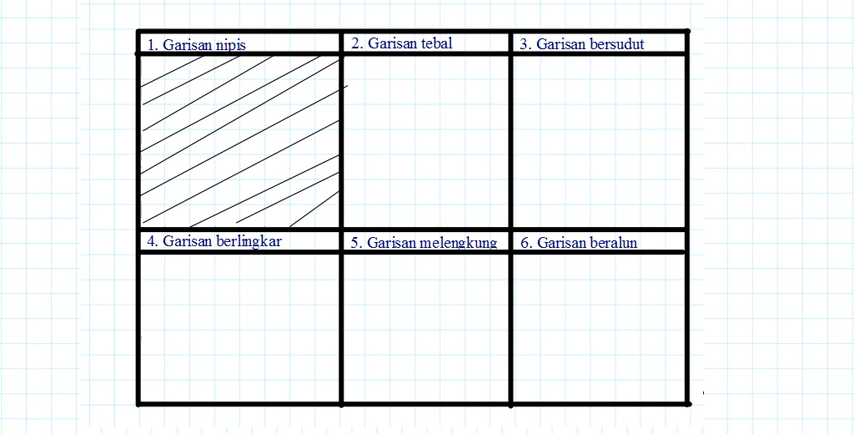 1. Garisan nipis
2. Garisan tebal
3. Garisan bersudut
4. Garisan berlingkar
5. Garisan melengkung
6. Garisan beralun